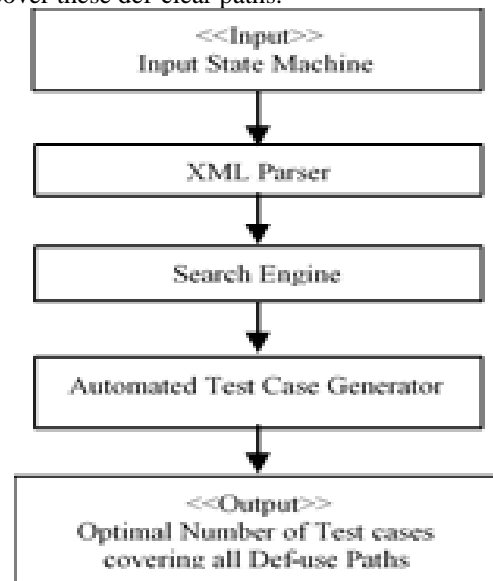 cover these def-clear paths.
<<Input>>
Input State Machine
XML Parser
Search Engine
Automated Test Case Generator
<<Output>>
Optimal Number of Test cases
covering all Def-use Paths